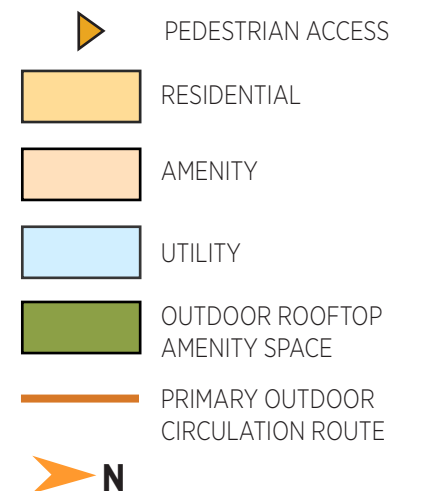 PEDESTRIAN ACCESS
RESIDENTIAL
AMENITY
UTILITY
OUTDOOR ROOFTOP
AMENITY SPACE
PRIMARY OUTDOOR
CIRCULATION ROUTE
N